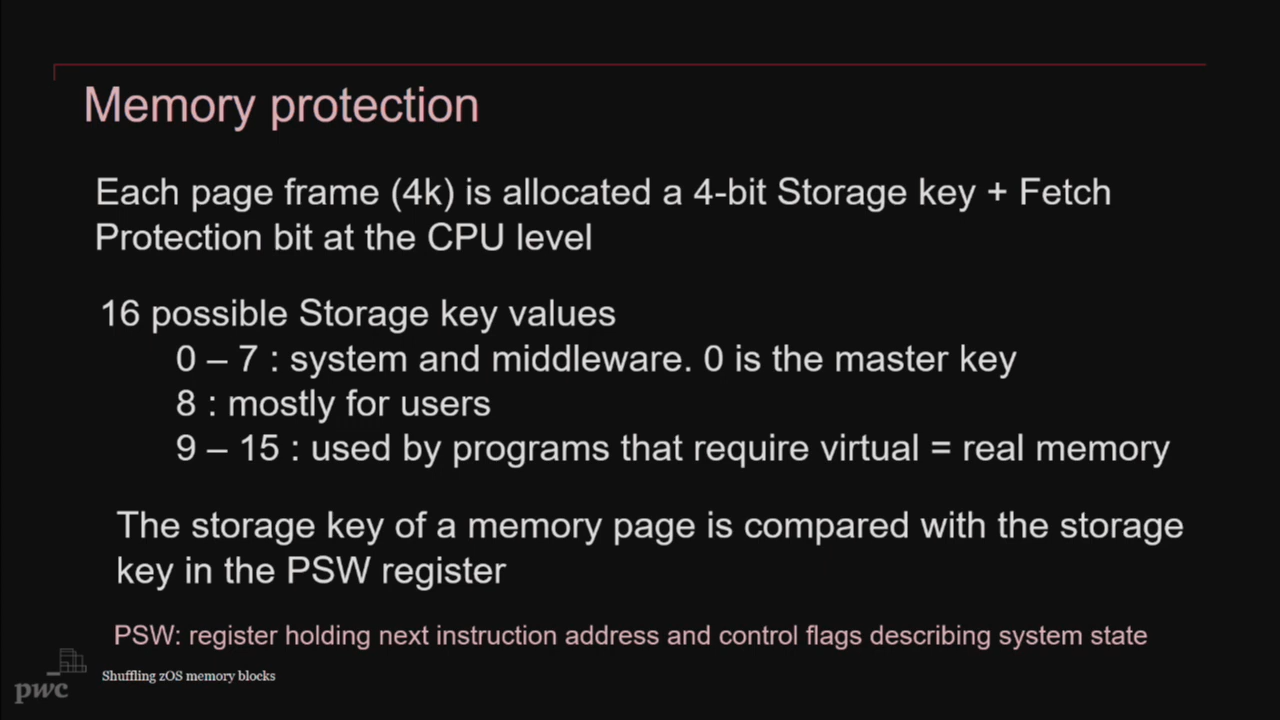 Memory protection
Each page frame (4k) is allocated a 4-bit Storage key + Fetch
Protection bit at the CPU level
16 possible Storage key values
0 – 7 : system and middleware. 0 is the master key
8 : mostly for users
9 – 15 : used by programs that require virtual = real memory
The storage key of a memory page is compared with the storage
key in the PSW register
PSW: register holding next instruction address and control flags describing system state
Shuffling zOS memory blocks
pwc